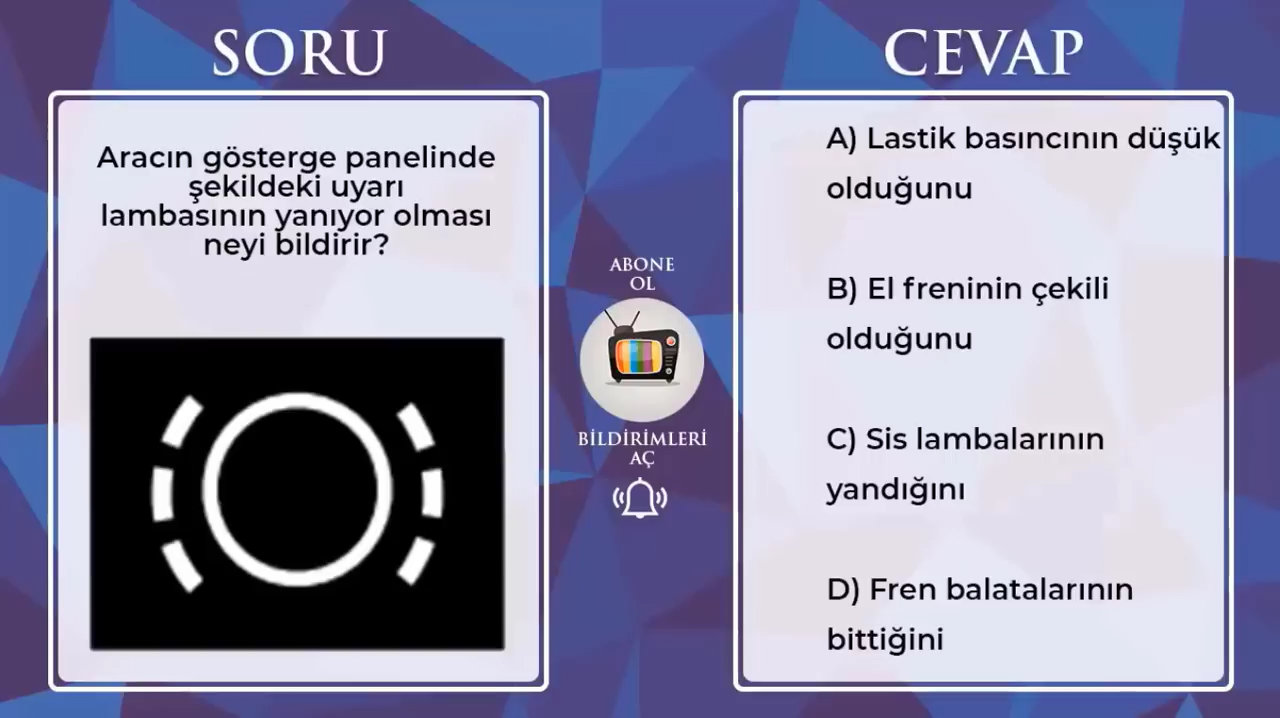 SORU
Aracın gösterge panelinde
şekildeki uyarı
lambasının yanıyor olması
neyi bildirir?
ABONE
OL
BİLDİRİMLERİ
AÇ
CEVAP
A) Lastik basıncının düşük
olduğunu
B) El freninin çekili
olduğunu
C) Sis lambalarının
yandığını
D) Fren balatalarının
bittiğini